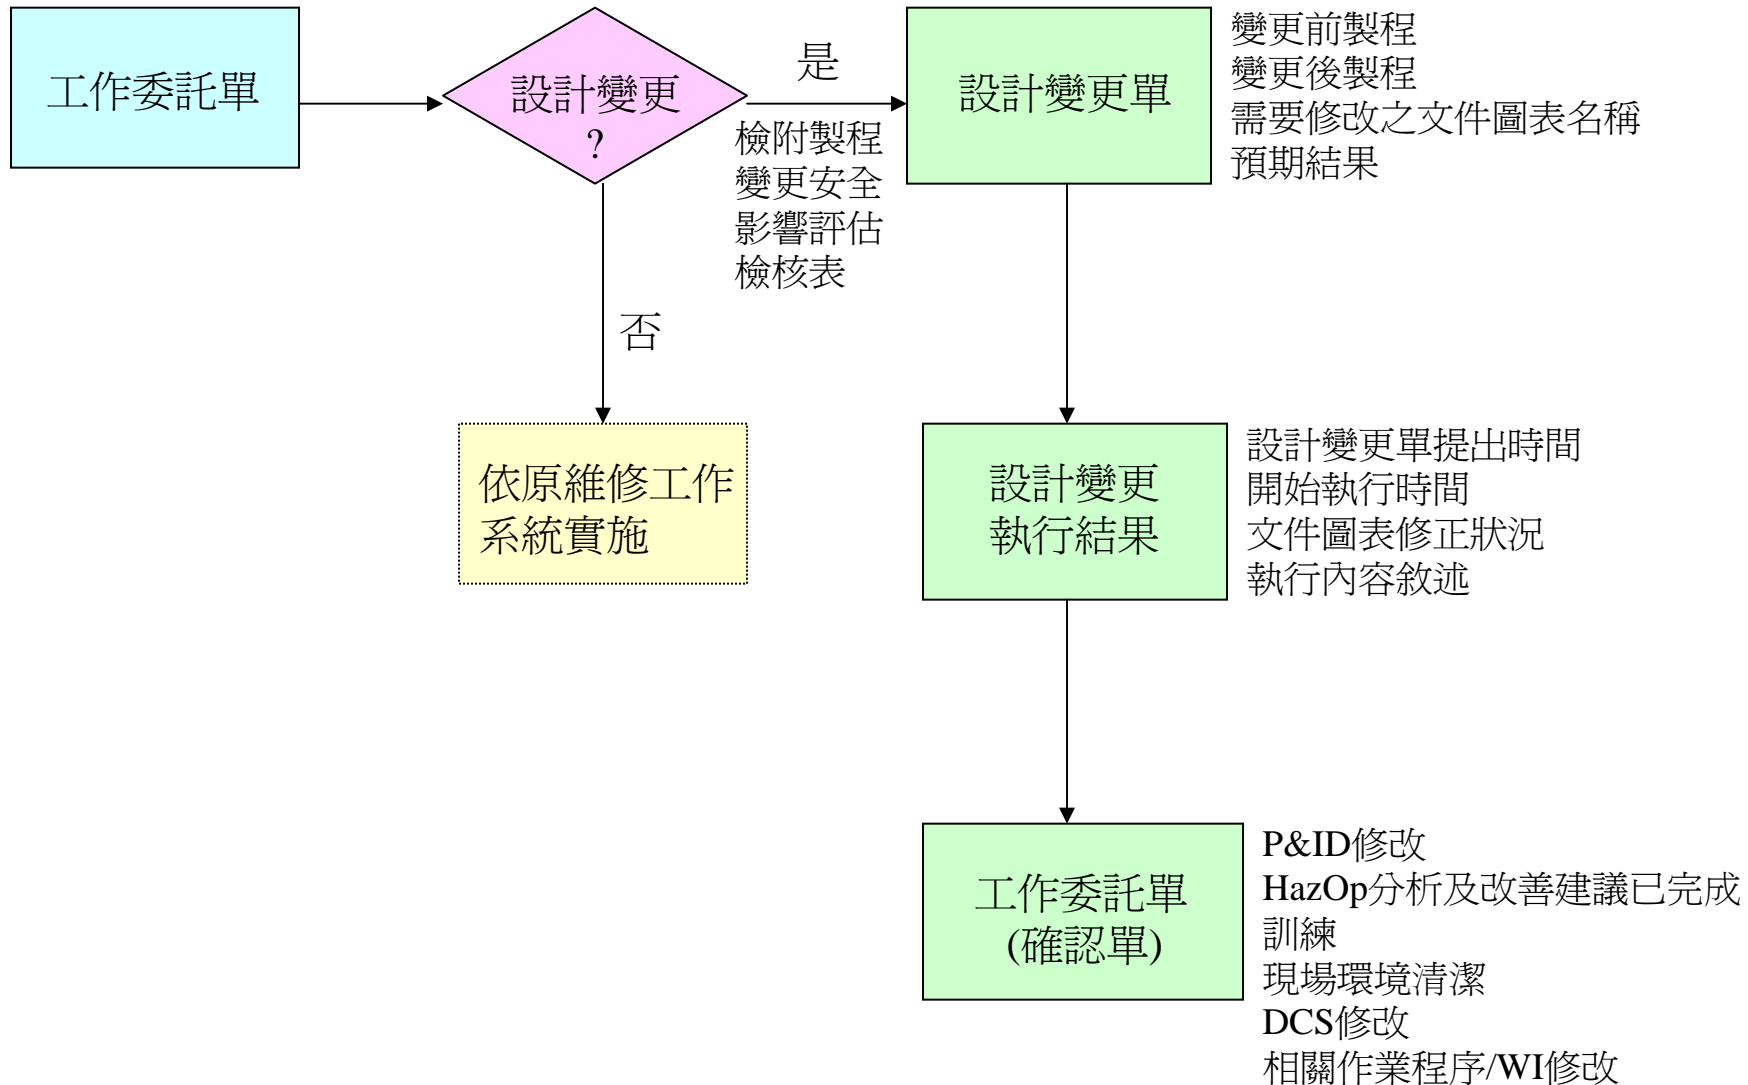 工作委託單
設計變更
?
是
檢附製程
變更安全
影響評估
檢核表
設計變更單
變更前製程
變更後製程
需要修改之文件圖表名稱
預期結果
否
依原維修工作
系統實施
設計變更
執行結果
設計變更單提出時間
開始執行時間
文件圖表修正狀況
執行內容敘述
工作委託單
(確認單)
P&ID修改
HazOp分析及改善建議已完成
訓練
現場環境清潔
DCS修改
相關作業程序/WI修改